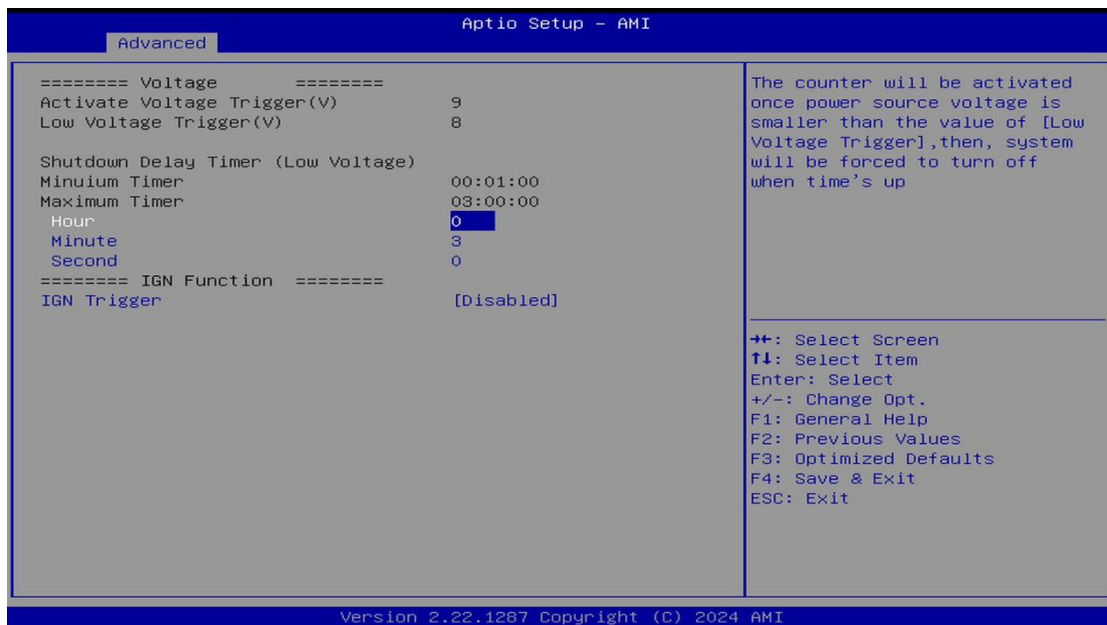 Aptio Setup – AMI
Advanced
======== Voltage ========
Activate Voltage Trigger(V) 9
Low Voltage Trigger(V) 8
Shutdown Delay Timer (Low Voltage)
Minuium Timer 00:01:00
Maximum Timer 03:00:00
Hour 0
Minute 3
Second 0
======== IGN Function ========
IGN Trigger [Disabled]
The counter will be activated
once power source voltage is
smaller than the value of [Low
Voltage Trigger],then, system
will be forced to turn off
when time's up
→←: Select Screen
↑↓: Select Item
Enter: Select
+/-: Change Opt.
F1: General Help
F2: Previous Values
F3: Optimized Defaults
F4: Save & Exit
ESC: Exit
Version 2.22.1287 Copyright (C) 2024 AMI